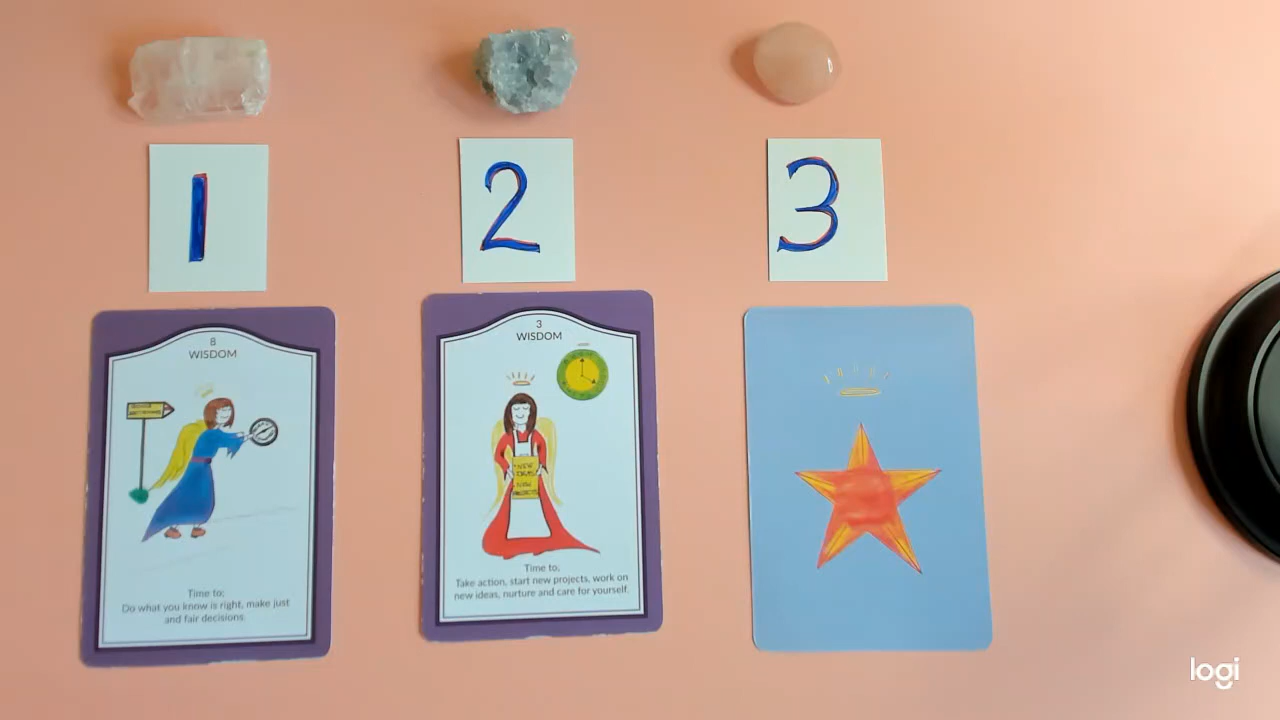 1
2
3
8
WISDOM
Time to;
Do what you know is right, make just
and fair decisions
3
WISDOM
NEW
IDEAS
NEW
PROJECTS
Time to;
Take action, start new projects, work on
new ideas, nurture and care for yourself.
logi